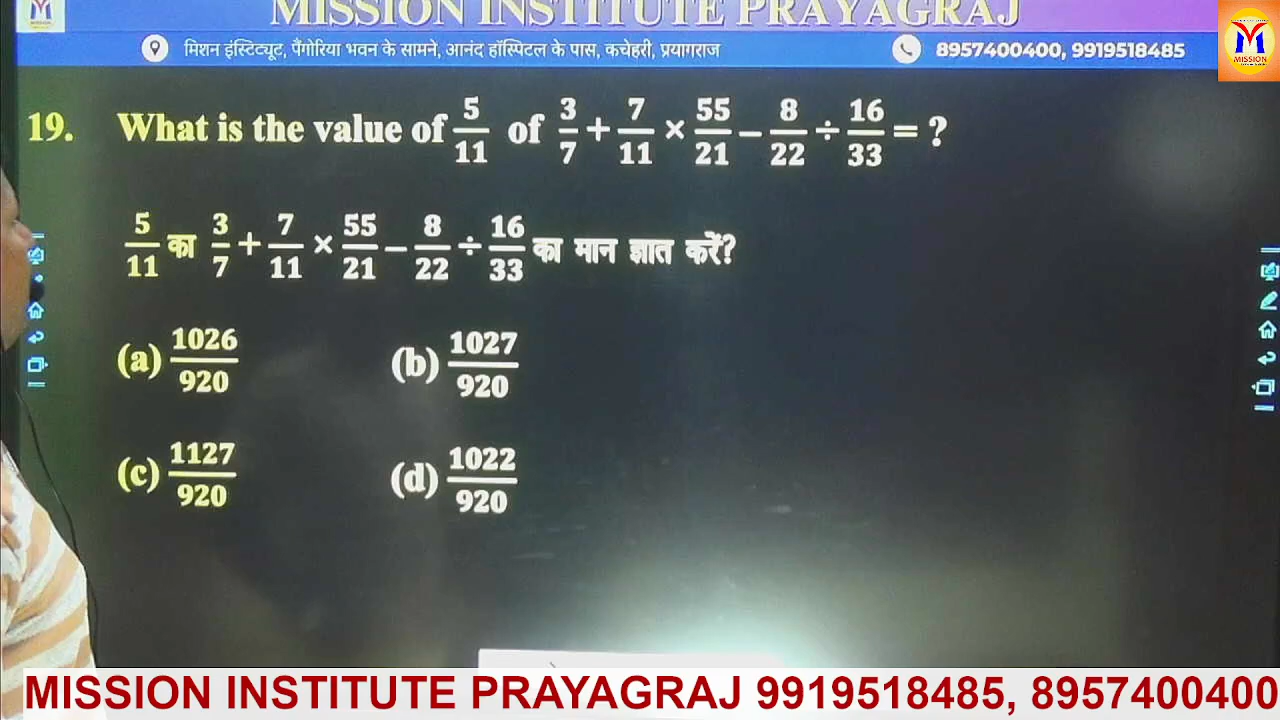 MISSION INSTITUTE PRAYAGRAJ
मिशन इंस्टिट्यूट, पैंगोरिया भवन के सामने, आनंद हॉस्पिटल के पास, कचेहरी, प्रयागराज 8957400400, 9919518485
MISSION
19. What is the value of 5/11 of 3/7 + 7/11 × 55/21 − 8/22 ÷ 16/33 = ?
5/11 का 3/7 + 7/11 × 55/21 − 8/22 ÷ 16/33 का मान ज्ञात करें?
(a) 1026/920 (b) 1027/920
(c) 1127/920 (d) 1022/920
MISSION INSTITUTE PRAYAGRAJ 9919518485, 8957400400